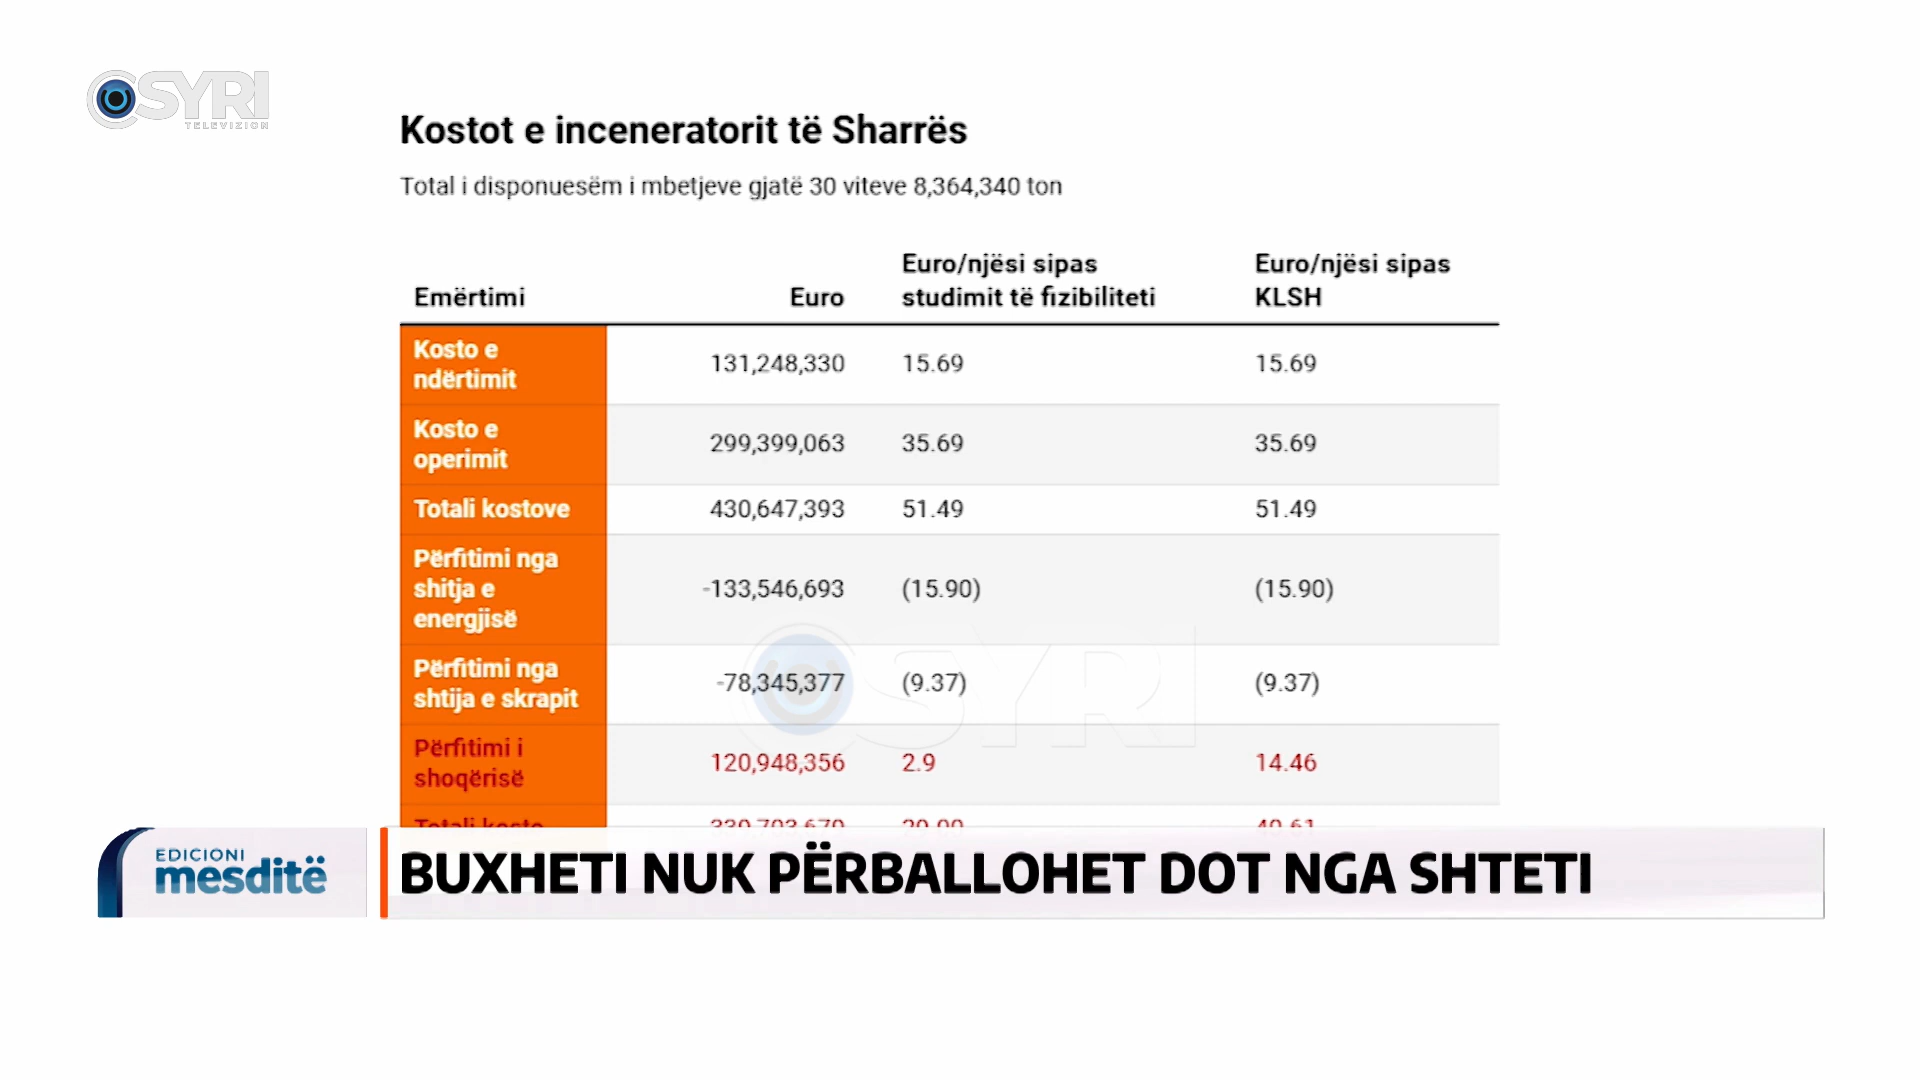 SYRI
TELEVIZION
Kostot e inceneratorit të Sharrës
Total i disponuesëm i mbetjeve gjatë 30 viteve 8,364,340 ton
Emërtimi Euro Euro/njësi sipas studimit të fizibiliteti Euro/njësi sipas KLSH
Kosto e ndërtimit 131,248,330 15.69 15.69
Kosto e operimit 299,399,063 35.69 35.69
Totali kostove 430,647,393 51.49 51.49
Përfitimi nga shitja e energjisë -133,546,693 (15.90) (15.90)
Përfitimi nga shtija e skrapit -78,345,377 (9.37) (9.37)
SYRI
Përfitimi i shoqërisë 120,948,356 2.9 14.46
Totali kosto
EDICIONI
mesditë
BUXHETI NUK PËRBALLOHET DOT NGA SHTETI